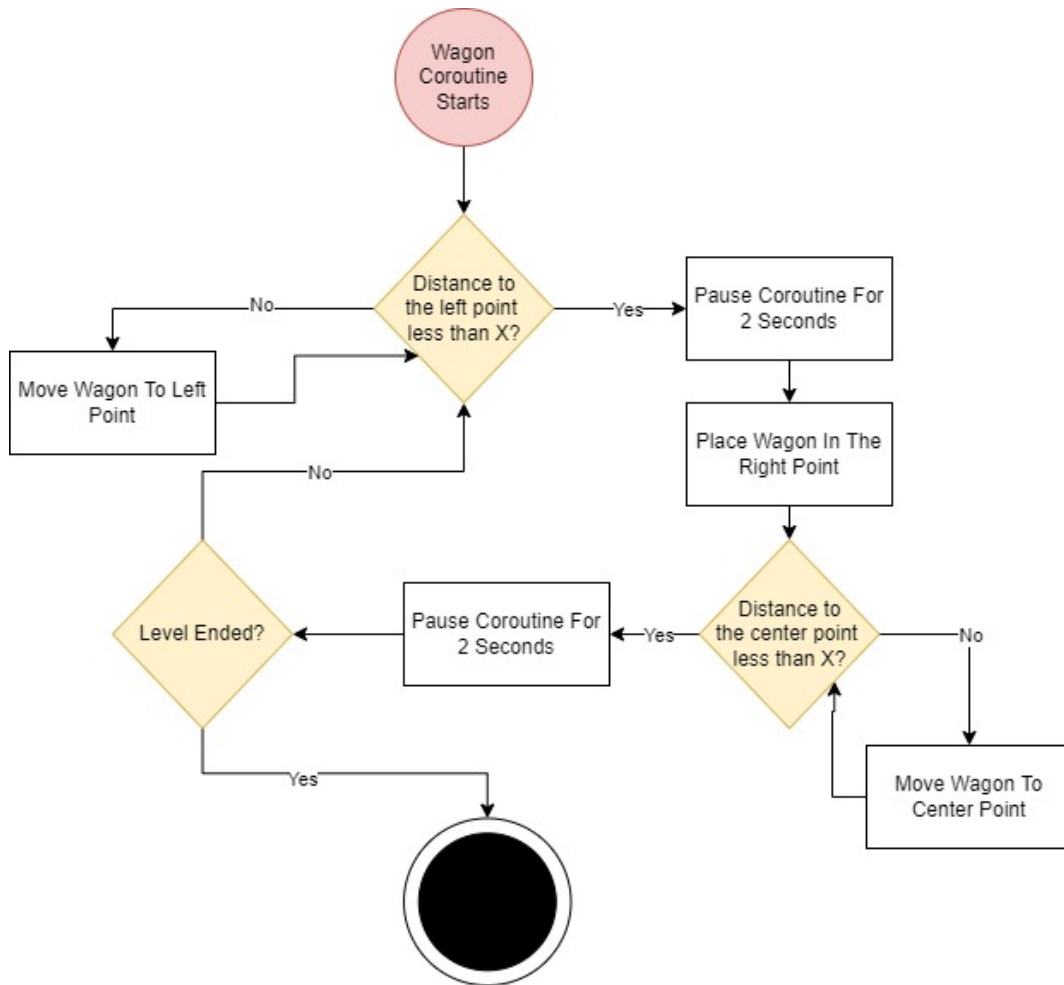 Wagon
Coroutine
Starts
Distance to
the left point
less than X?
No
Yes
Pause Coroutine For
2 Seconds
Move Wagon To Left
Point
Place Wagon In The
Right Point
No
Level Ended?
Pause Coroutine For
2 Seconds
Yes
Distance to
the center point
less than X?
No
Yes
Move Wagon To
Center Point